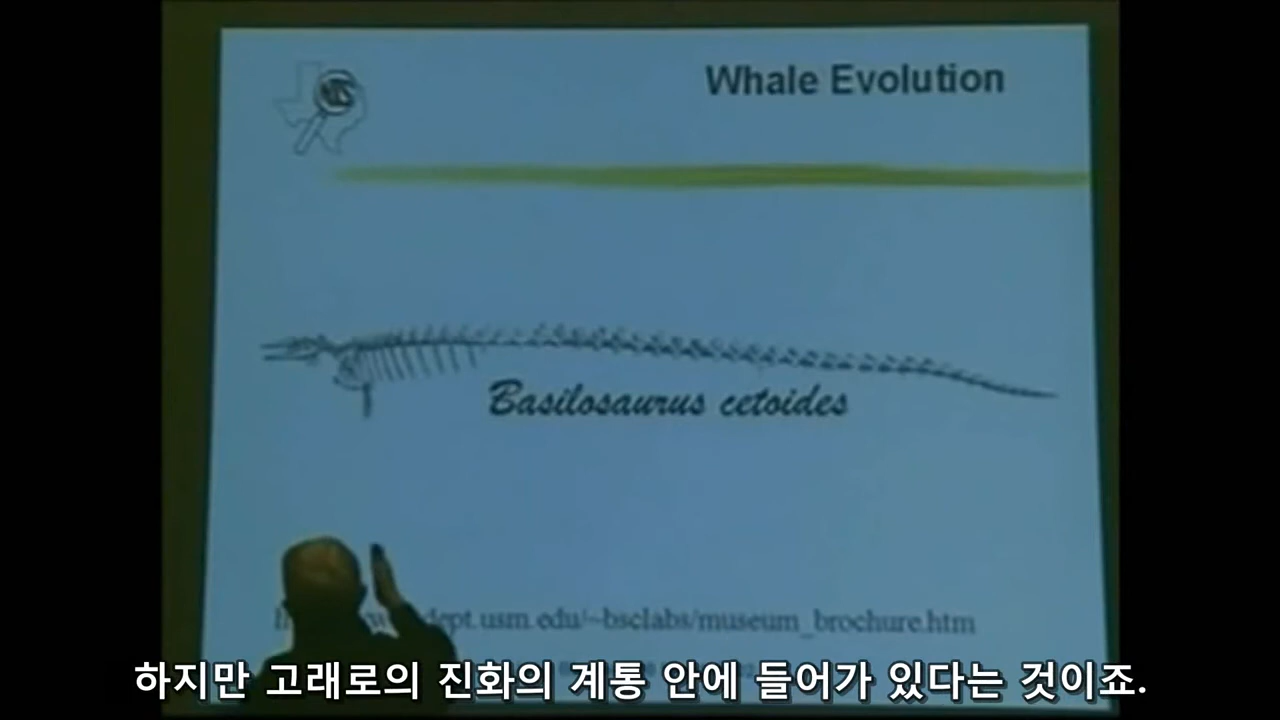 Whale Evolution
Basilosaurus cetoides
dept.usm.edu/~bsclabs/museum_brochure.htm
하지만 고래로의 진화의 계통 안에 들어가 있다는 것이죠.